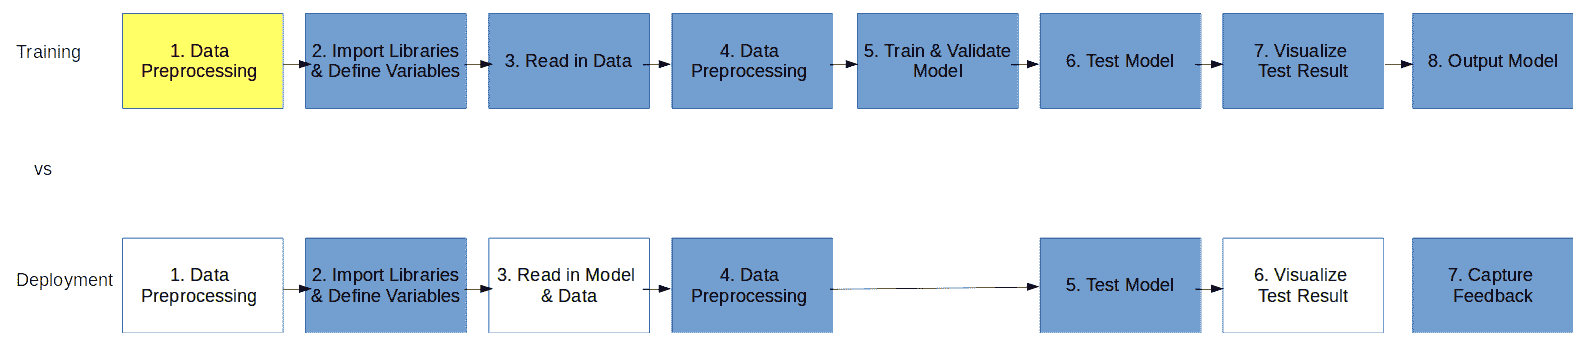 Training
1. Data
Preprocessing
2. Import Libraries
& Define Variables
3. Read in Data
4. Data
Preprocessing
5. Train & Validate
Model
6. Test Model
7. Visualize
Test Result
8. Output Model
vs
Deployment
1. Data
Preprocessing
2. Import Libraries
& Define Variables
3. Read in Model
& Data
4. Data
Preprocessing
5. Test Model
6. Visualize
Test Result
7. Capture
Feedback